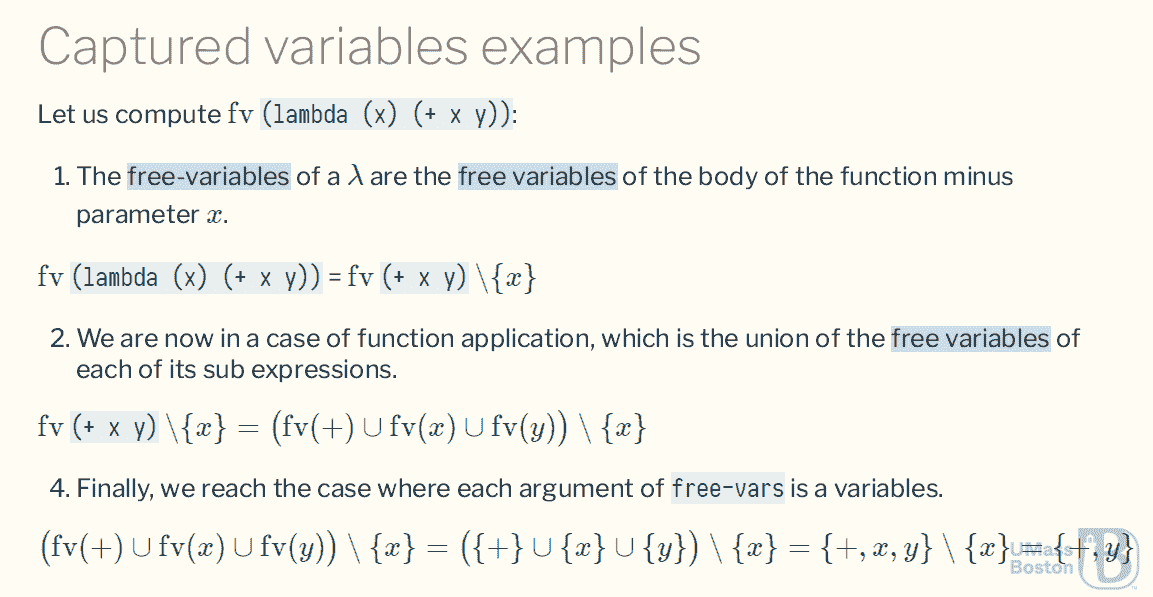 Captured variables examples
Let us compute fv (lambda (x) (+ x y)):
1. The free-variables of a λ are the free variables of the body of the function minus
parameter x.
fv (lambda (x) (+ x y)) = fv (+ x y) \{x}
2. We are now in a case of function application, which is the union of the free variables of
each of its sub expressions.
fv (+ x y) \{x} = (fv(+) ∪ fv(x) ∪ fv(y)) \ {x}
4. Finally, we reach the case where each argument of free-vars is a variables.
(fv(+) ∪ fv(x) ∪ fv(y)) \ {x} = ({+} ∪ {x} ∪ {y}) \ {x} = {+, x, y} \ {x} = {+, y}
UMass
Boston